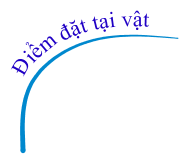 Điểm đặt tại vật